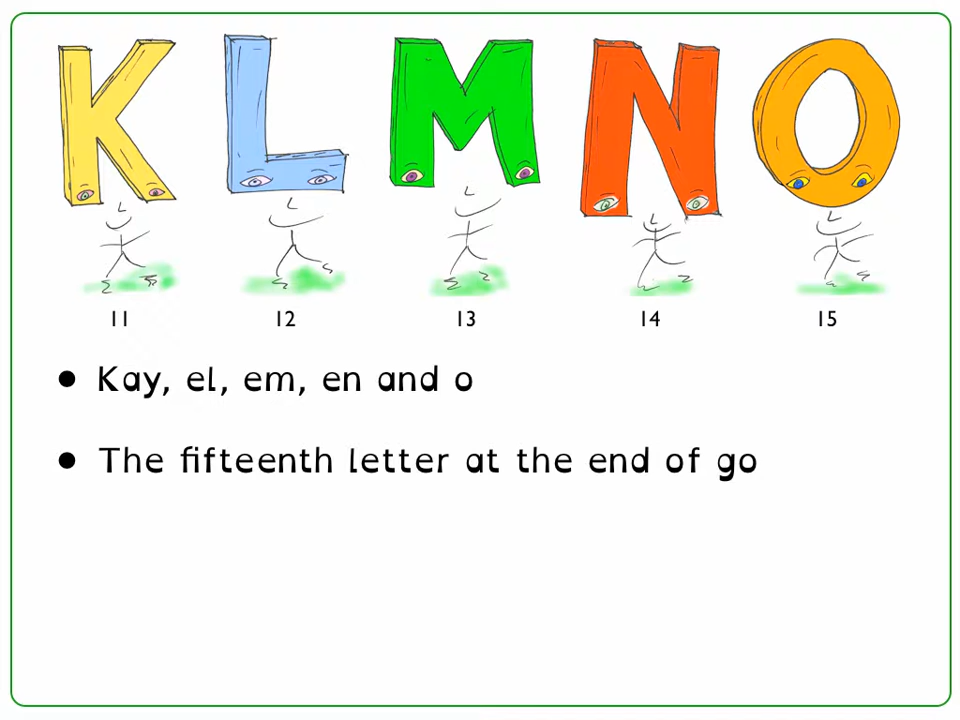 K L M N O
11 12 13 14 15
• Kay, el, em, en and o
• The fifteenth letter at the end of go